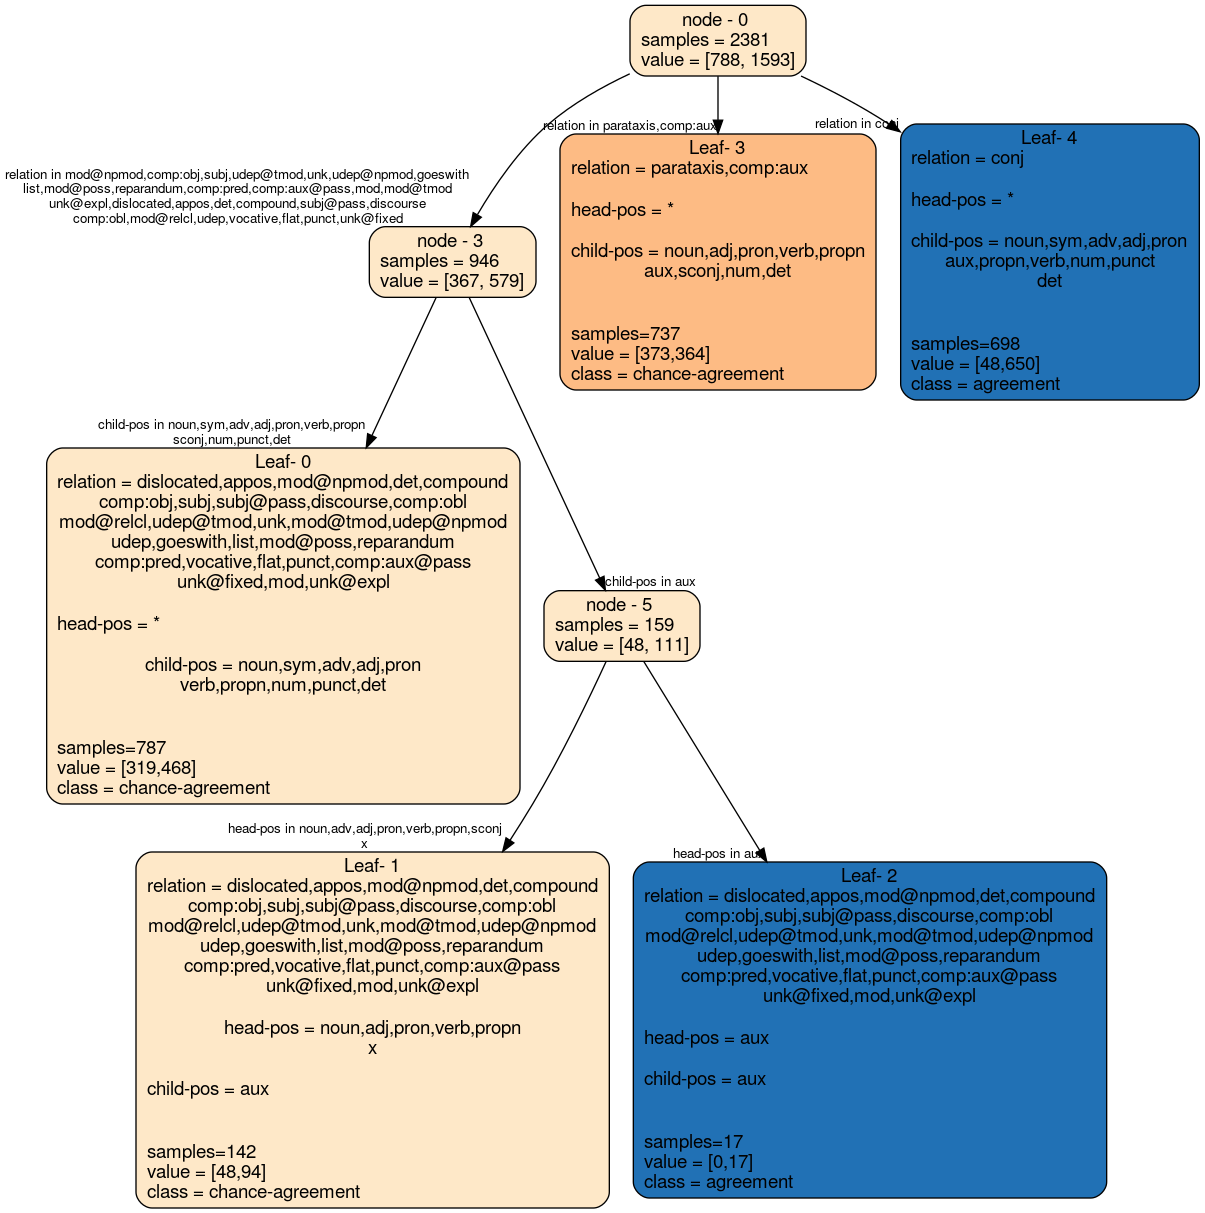 node - 0
samples = 2381
value = [788, 1593]
relation in parataxis,comp:aux
relation in conj
Leaf- 3
relation = parataxis,comp:aux
head-pos = *
child-pos = noun,adj,pron,verb,propn
aux,sconj,num,det
samples=737
value = [373,364]
class = chance-agreement
Leaf- 4
relation = conj
head-pos = *
child-pos = noun,sym,adv,adj,pron
aux,propn,verb,num,punct
det
samples=698
value = [48,650]
class = agreement
relation in mod@npmod,comp:obj,subj,udep@tmod,unk,udep@npmod,goeswith
list,mod@poss,reparandum,comp:pred,comp:aux@pass,mod,mod@tmod
unk@expl,dislocated,appos,det,compound,subj@pass,discourse
comp:obl,mod@relcl,udep,vocative,flat,punct,unk@fixed
node - 3
samples = 946
value = [367, 579]
child-pos in noun,sym,adv,adj,pron,verb,propn
sconj,num,punct,det
Leaf- 0
relation = dislocated,appos,mod@npmod,det,compound
comp:obj,subj,subj@pass,discourse,comp:obl
mod@relcl,udep@tmod,unk,mod@tmod,udep@npmod
udep,goeswith,list,mod@poss,reparandum
comp:pred,vocative,flat,punct,comp:aux@pass
unk@fixed,mod,unk@expl
head-pos = *
child-pos = noun,sym,adv,adj,pron
verb,propn,num,punct,det
samples=787
value = [319,468]
class = chance-agreement
child-pos in aux
node - 5
samples = 159
value = [48, 111]
head-pos in noun,adv,adj,pron,verb,propn,sconj
x
Leaf- 1
relation = dislocated,appos,mod@npmod,det,compound
comp:obj,subj,subj@pass,discourse,comp:obl
mod@relcl,udep@tmod,unk,mod@tmod,udep@npmod
udep,goeswith,list,mod@poss,reparandum
comp:pred,vocative,flat,punct,comp:aux@pass
unk@fixed,mod,unk@expl
head-pos = noun,adj,pron,verb,propn
x
child-pos = aux
samples=142
value = [48,94]
class = chance-agreement
head-pos in aux
Leaf- 2
relation = dislocated,appos,mod@npmod,det,compound
comp:obj,subj,subj@pass,discourse,comp:obl
mod@relcl,udep@tmod,unk,mod@tmod,udep@npmod
udep,goeswith,list,mod@poss,reparandum
comp:pred,vocative,flat,punct,comp:aux@pass
unk@fixed,mod,unk@expl
head-pos = aux
child-pos = aux
samples=17
value = [0,17]
class = agreement